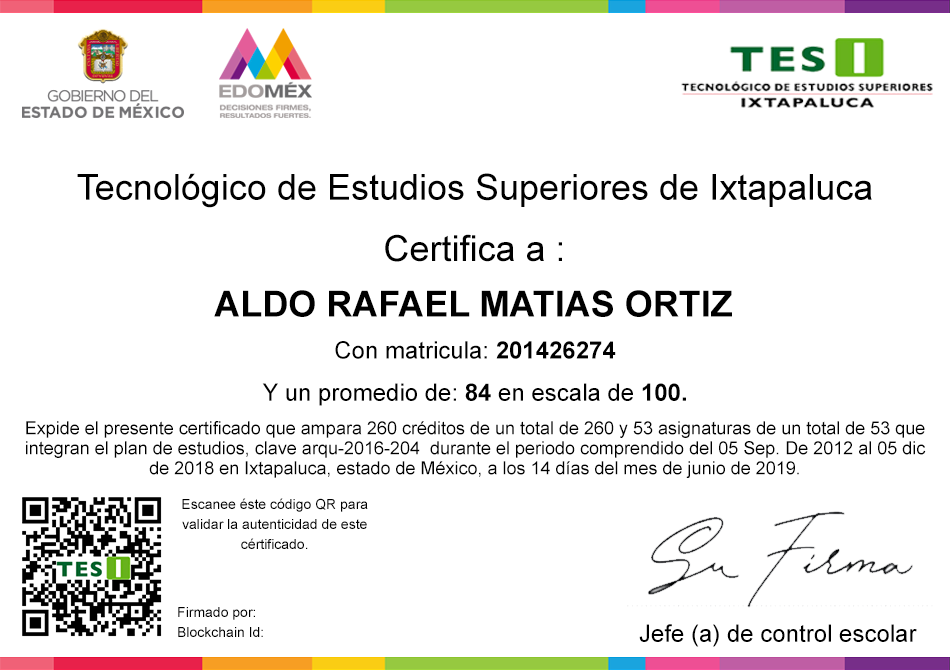 GOBIERNO DEL
ESTADO DE MÉXICO
EDOMÉX
DECISIONES FIRMES,
RESULTADOS FUERTES.
TES I
TECNOLÓGICO DE ESTUDIOS SUPERIORES
IXTAPALUCA
Tecnológico de Estudios Superiores de Ixtapaluca
Certifica a :
ALDO RAFAEL MATIAS ORTIZ
Con matricula: 201426274
Y un promedio de: 84 en escala de 100.
Expide el presente certificado que ampara 260 créditos de un total de 260 y 53 asignaturas de un total de 53 que
integran el plan de estudios, clave arqu-2016-204 durante el periodo comprendido del 05 Sep. De 2012 al 05 dic
de 2018 en Ixtapaluca, estado de México, a los 14 días del mes de junio de 2019.
Escanee éste código QR para
validar la autenticidad de este
cértificado.
TES I
Firmado por:
Blockchain Id:
Su Firma
Jefe (a) de control escolar